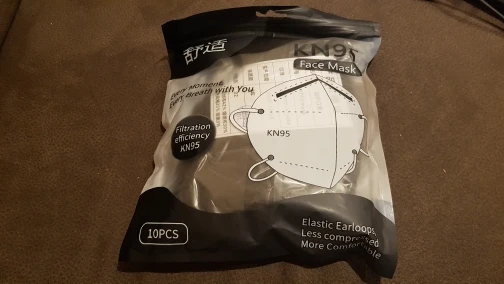 舒适
KN95
Face Mask
Every Moment,
Every Breath with You
Filtration
efficiency
KN95
KN95
10PCS
Elastic Earloops,
Less compressed
More Comfortable